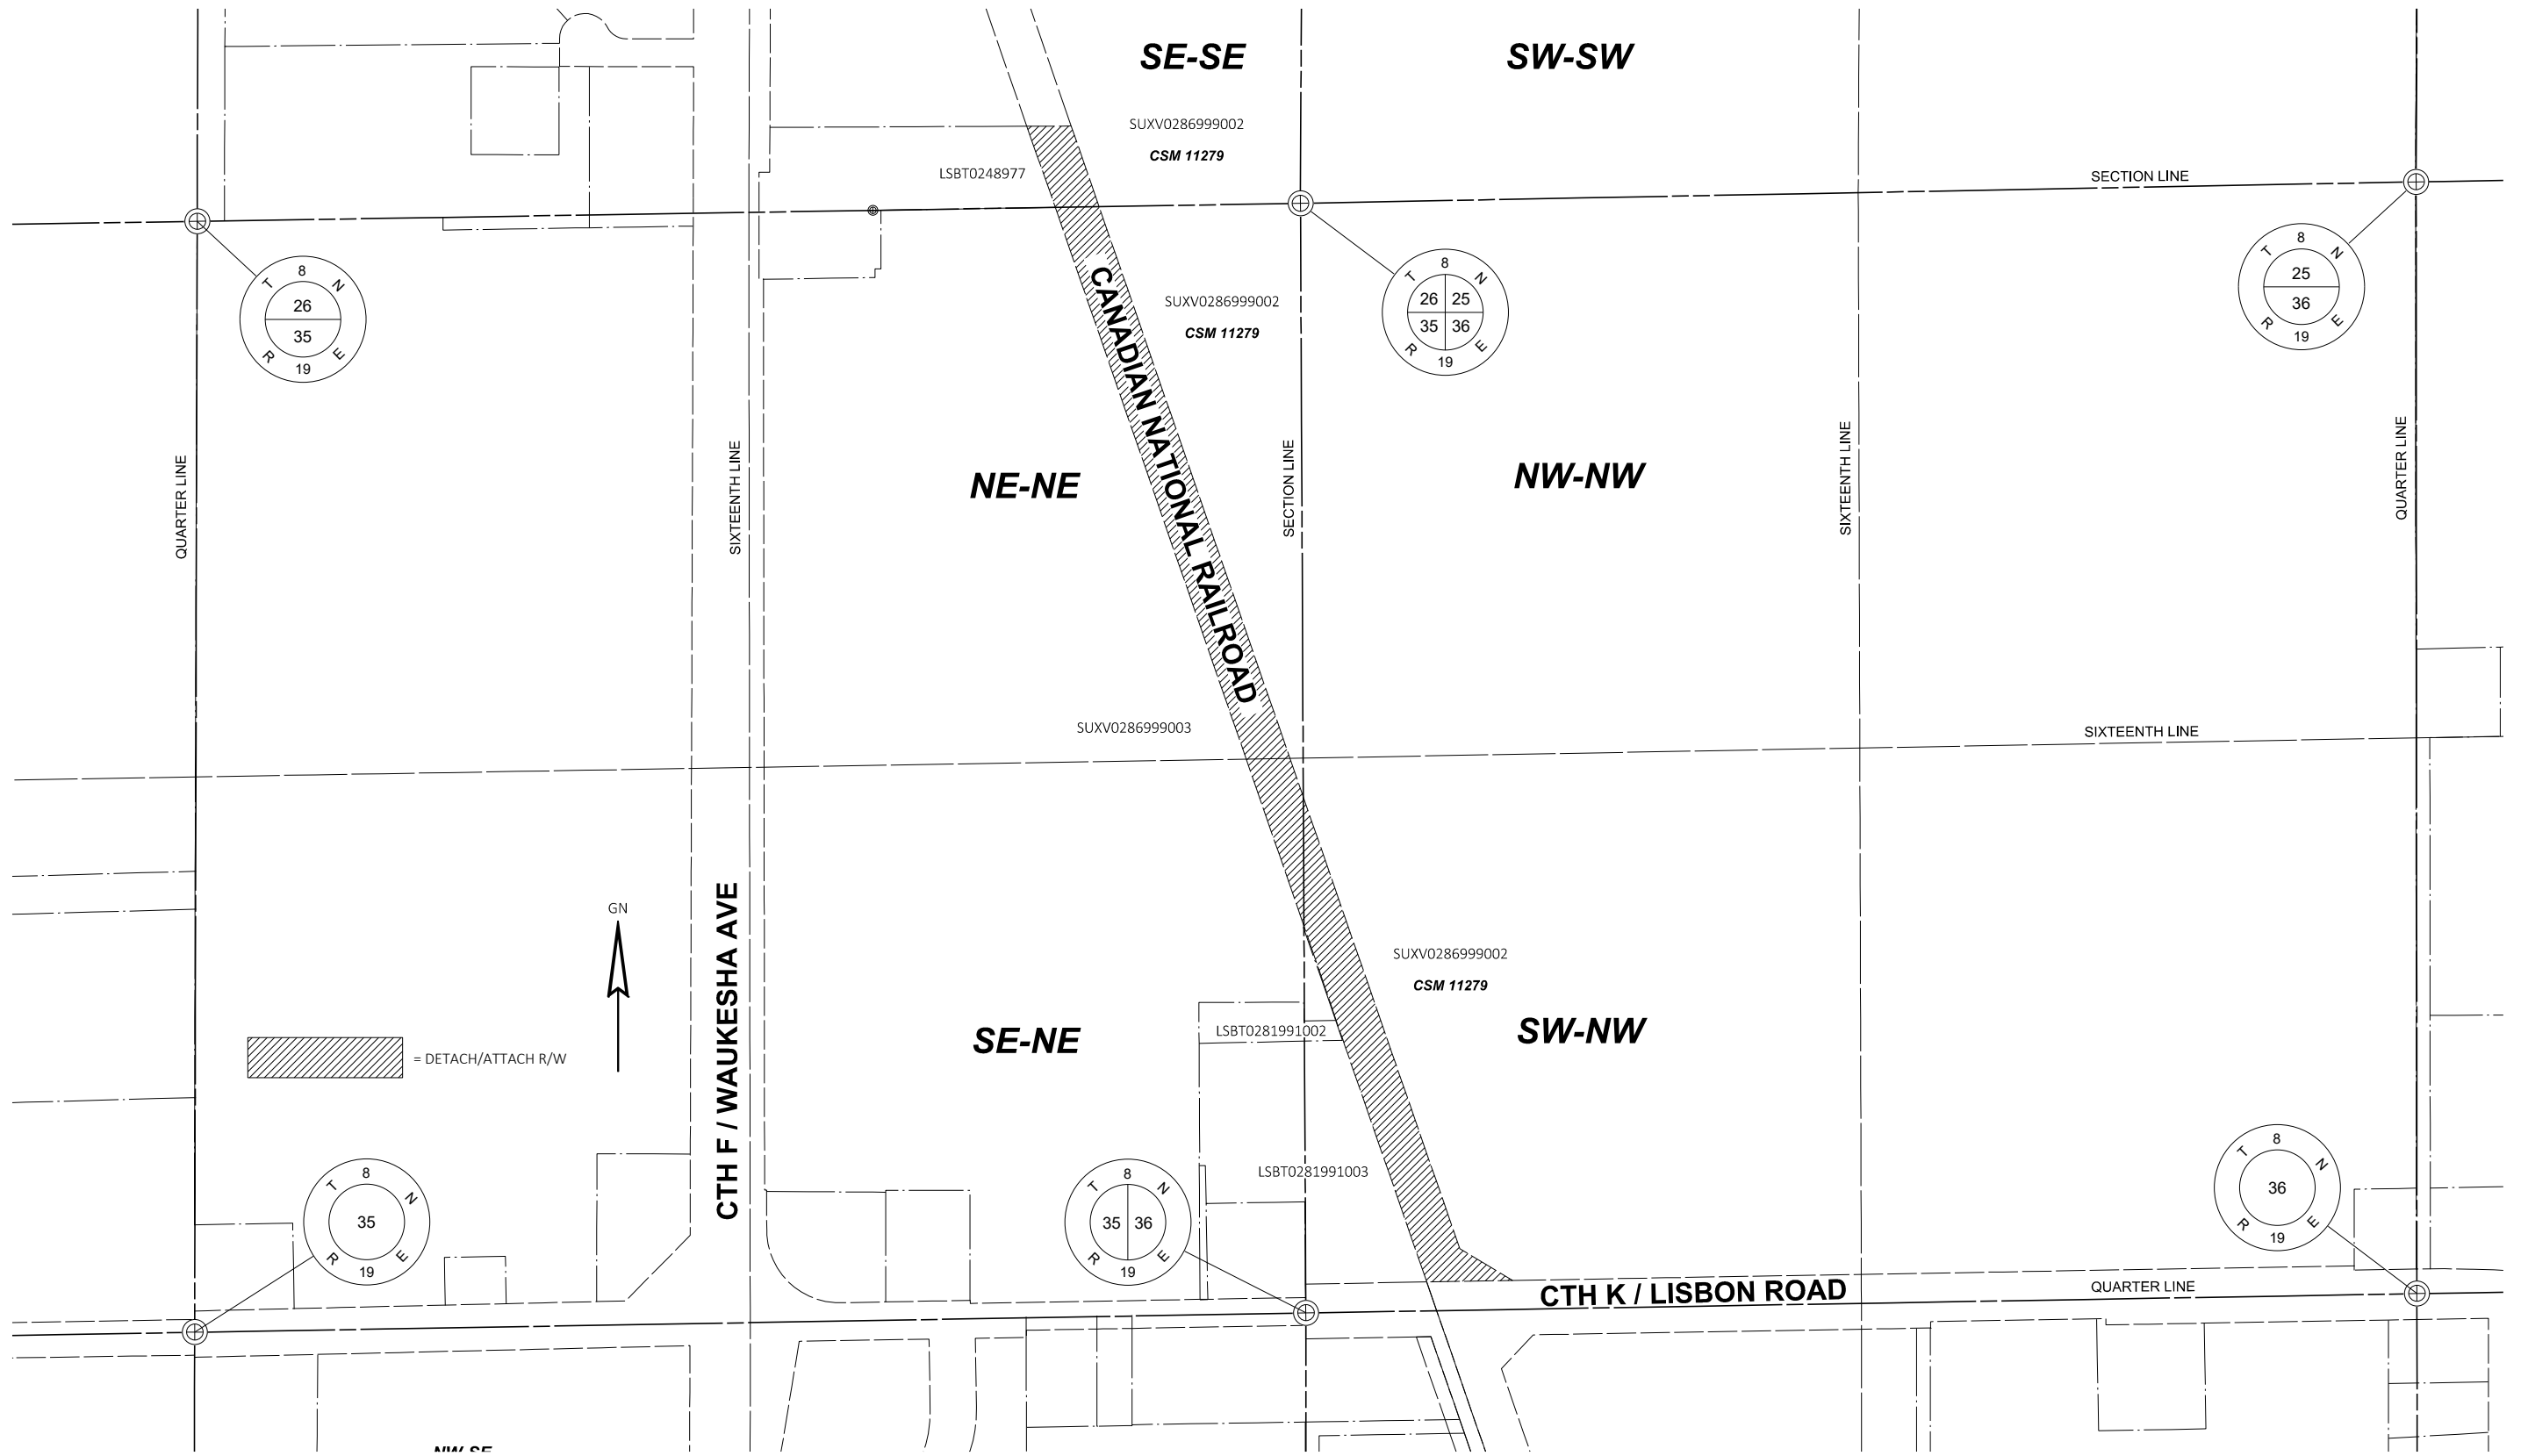 SE-SE
SW-SW
SUXV0286999002
CSM 11279
LSBT0248977
SECTION LINE
T 8 N
26
35
R 19 E
T 8 N
26 25
35 36
R 19 E
T 8 N
25
36
R 19 E
SUXV0286999002
CSM 11279
CANADIAN NATIONAL RAILROAD
QUARTER LINE
SIXTEENTH LINE
NE-NE
SECTION LINE
NW-NW
SIXTEENTH LINE
QUARTER LINE
SUXV0286999003
SIXTEENTH LINE
GN
CTH F / WAUKESHA AVE
SUXV0286999002
CSM 11279
= DETACH/ATTACH R/W
SE-NE
LSBT0281991002
SW-NW
LSBT0281991003
T 8 N
35
R 19 E
T 8 N
35 36
R 19 E
T 8 N
36
R 19 E
CTH K / LISBON ROAD
QUARTER LINE
NW-SE